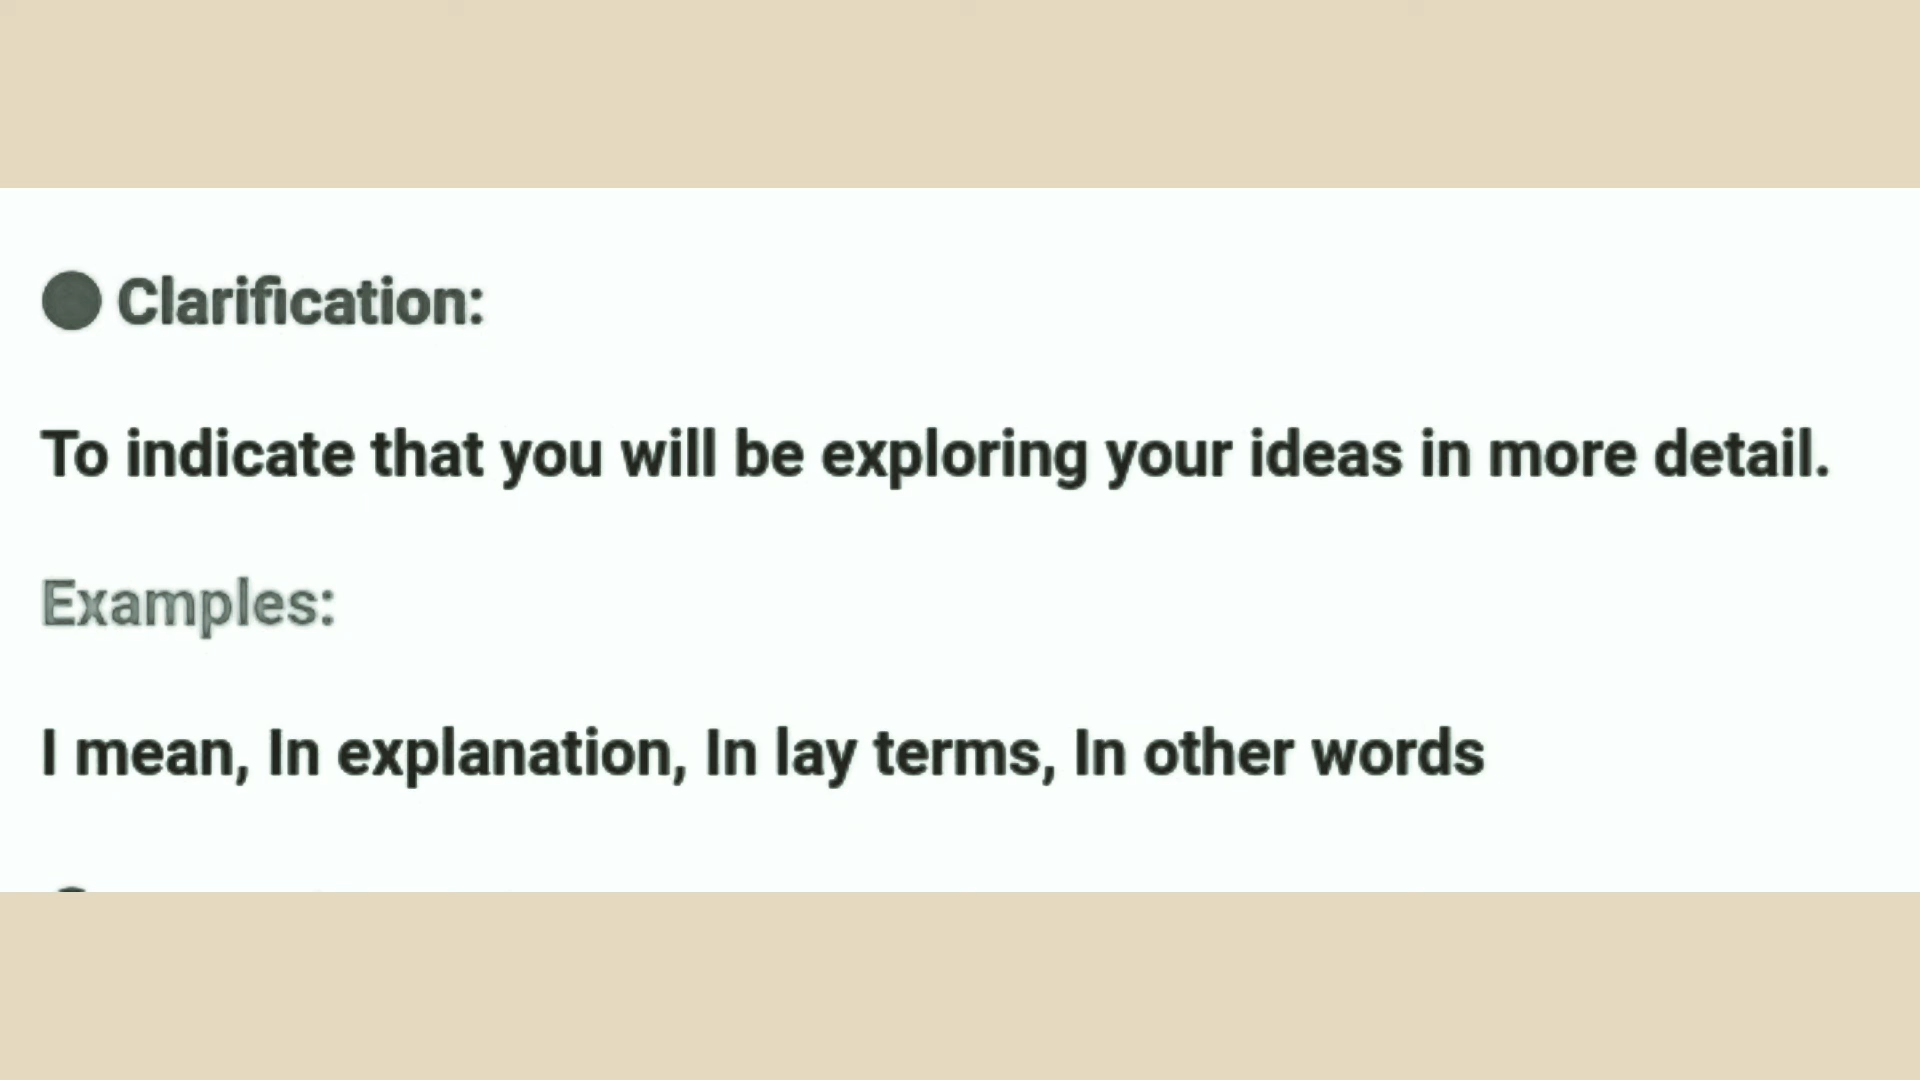 Clarification:
To indicate that you will be exploring your ideas in more detail.
Examples:
I mean, In explanation, In lay terms, In other words